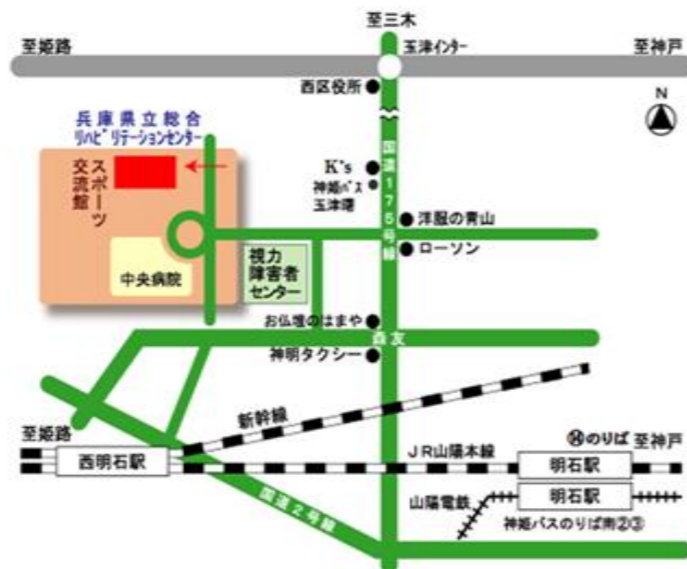 至三木
至姫路
玉津インター
至神戸
西区役所
N
兵庫県立総合
リハビリテーションセンター
スポーツ
交流館
K's
神姫バス
玉津曙
国道175号線
洋服の青山
ローソン
中央病院
視力
障害者
センター
お仏壇のはまや
森友
神明タクシー
新幹線
至姫路
⑭のりば
至神戸
西明石駅
JR山陽本線
明石駅
山陽電鉄
明石駅
国道2号線
神姫バスのりば南②③